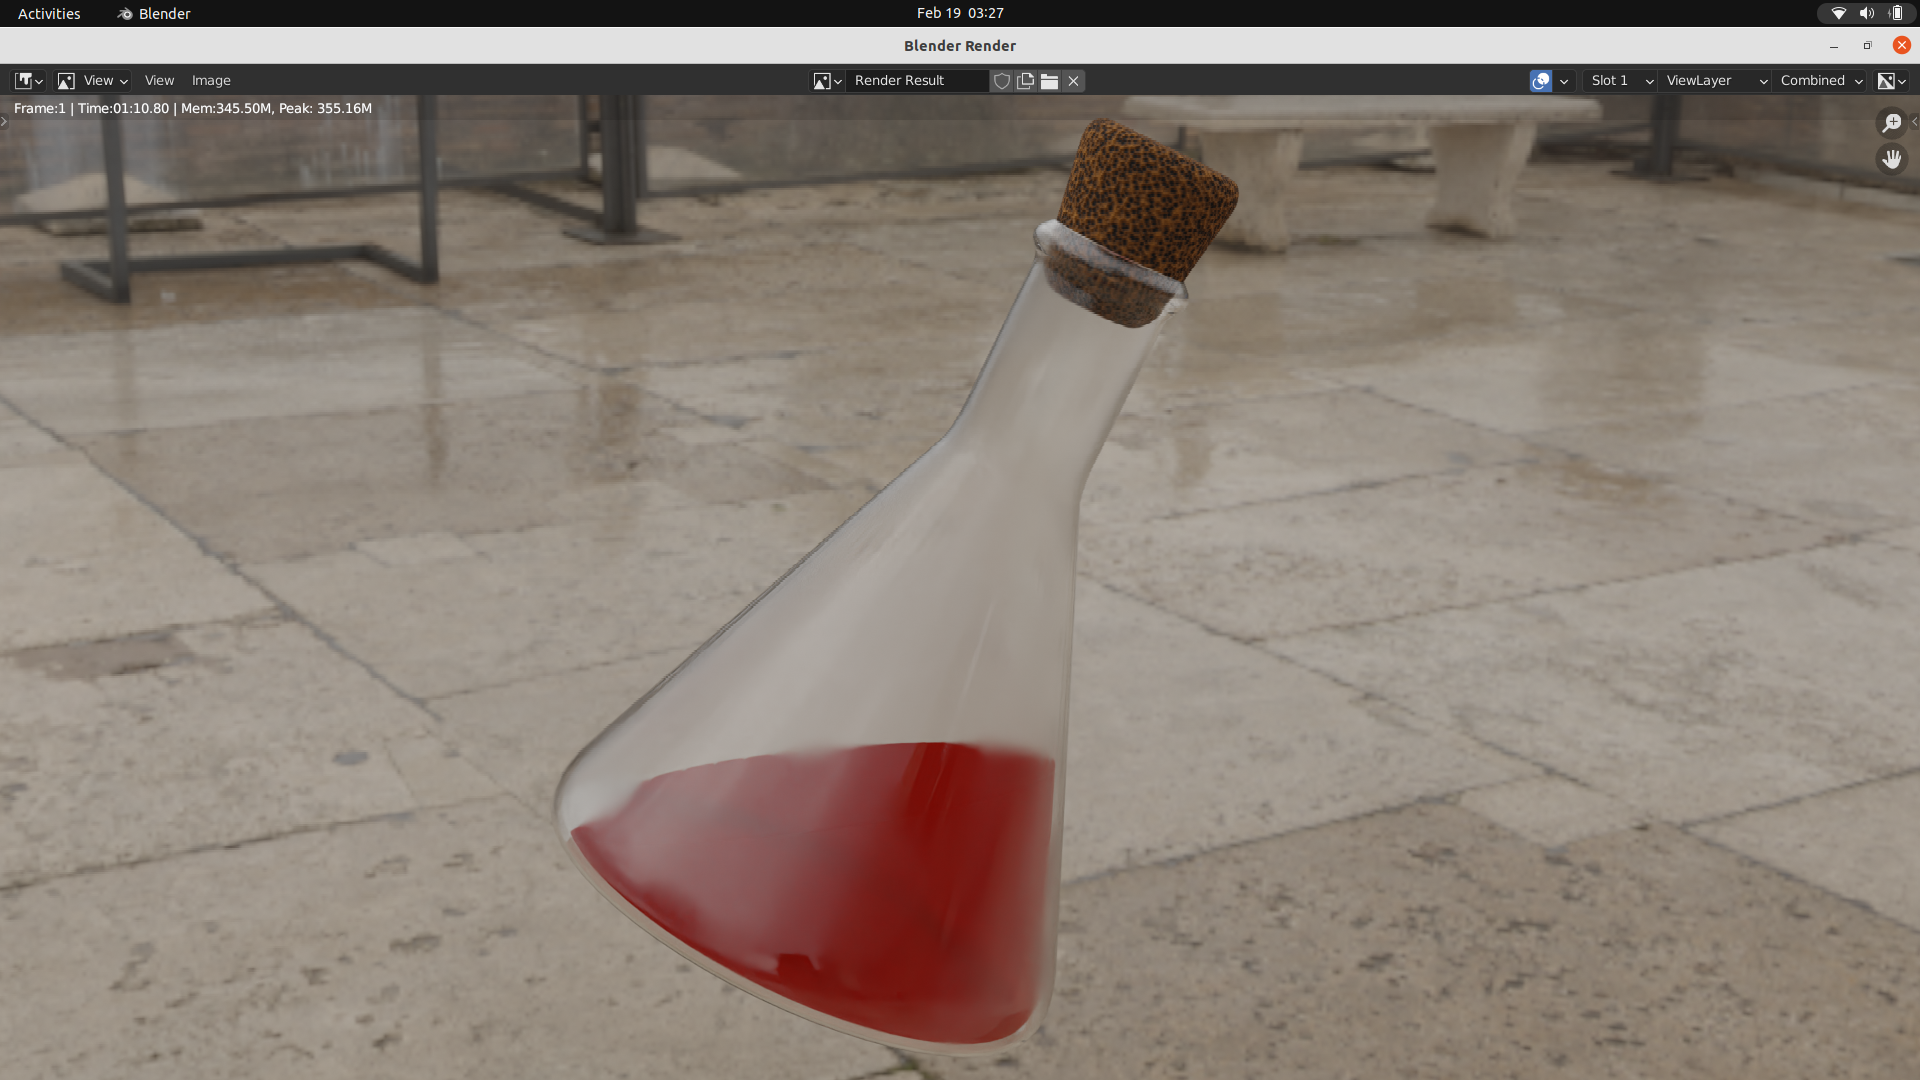 Activities Blender Feb 19 03:27
Blender Render
View View Image Render Result Slot 1 ViewLayer Combined
Frame:1 | Time:01:10.80 | Mem:345.50M, Peak: 355.16M